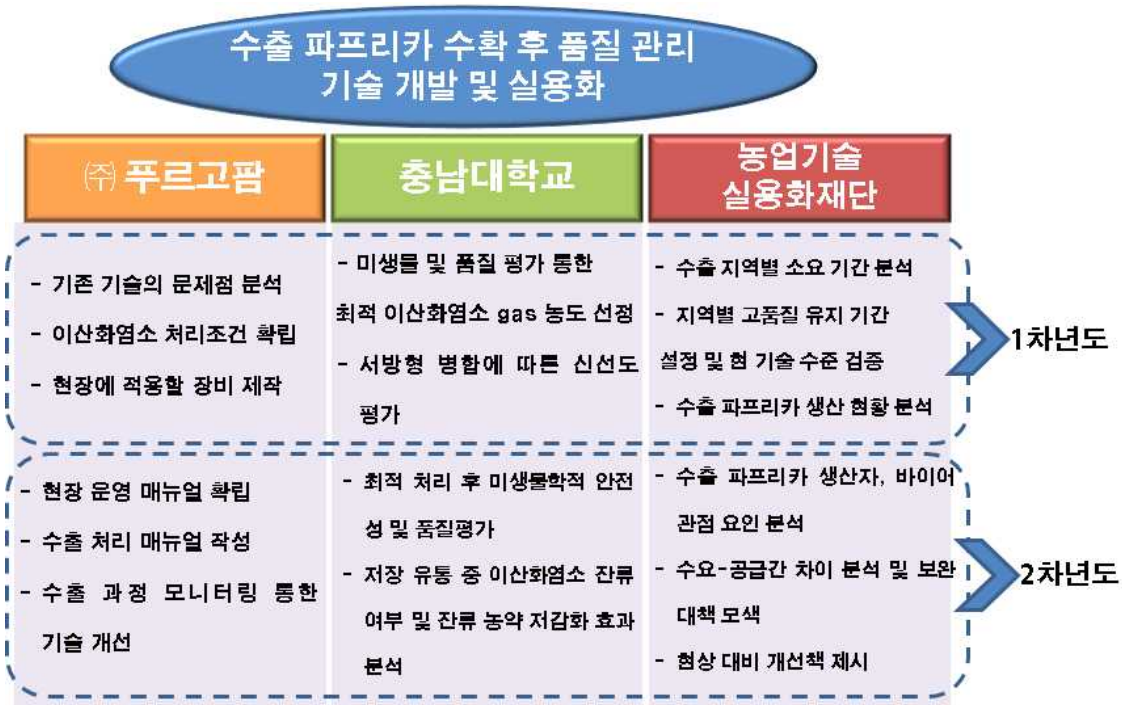 수출 파프리카 수확 후 품질 관리
기술 개발 및 실용화
㈜ 푸르고팜
충남대학교
농업기술
실용화재단
- 기존 기술의 문제점 분석
- 이산화염소 처리조건 확립
- 현장에 적용할 장비 제작
- 미생물 및 품질 평가 통한
최적 이산화염소 gas 농도 선정
- 서방형 병합에 따른 신선도
평가
- 수출 지역별 소요 기간 분석
- 지역별 고품질 유지 기간
설정 및 현 기술 수준 검증
- 수출 파프리카 생산 현황 분석
1차년도
- 현장 운영 매뉴얼 확립
- 수출 처리 매뉴얼 작성
- 수출 과정 모니터링 통한
기술 개선
- 최적 처리 후 미생물학적 안전
성 및 품질평가
- 저장 유통 중 이산화염소 잔류
여부 및 잔류 농약 저감화 효과
분석
- 수출 파프리카 생산자, 바이어
관점 요인 분석
- 수요-공급간 차이 분석 및 보완
대책 모색
- 현상 대비 개선책 제시
2차년도